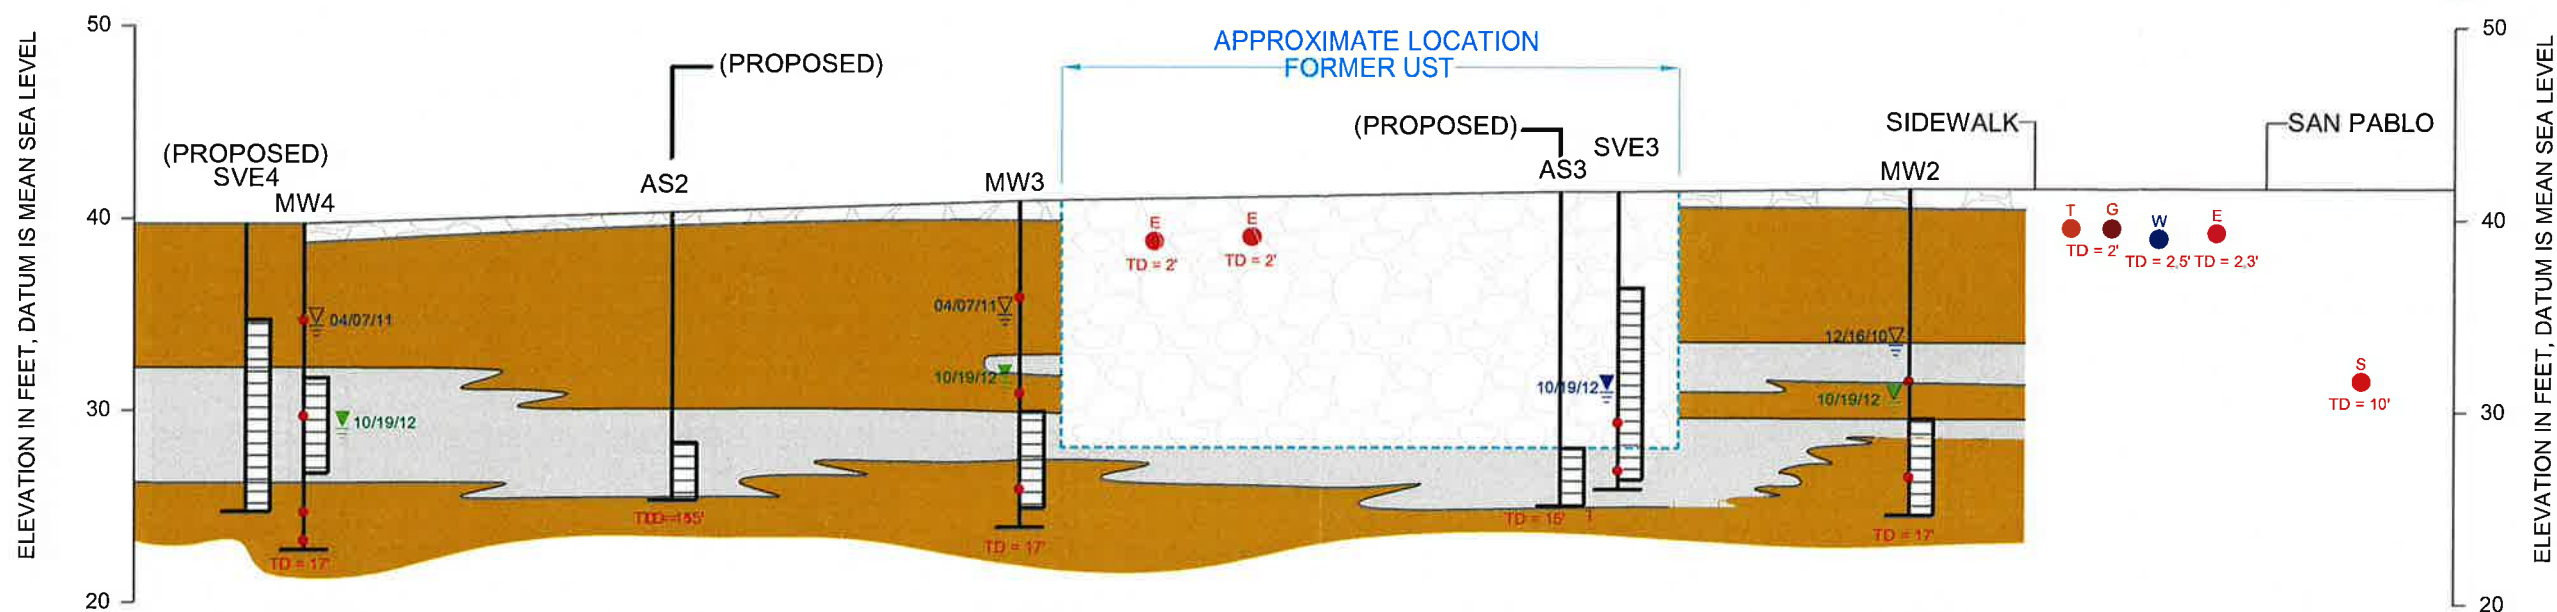 50
50
ELEVATION IN FEET, DATUM IS MEAN SEA LEVEL
ELEVATION IN FEET, DATUM IS MEAN SEA LEVEL
APPROXIMATE LOCATION
FORMER UST
(PROPOSED)
(PROPOSED)
SIDEWALK
SAN PABLO
(PROPOSED)
SVE4
MW4
AS2
MW3
AS3
SVE3
MW2
40
40
E
TD = 2'
E
TD = 2'
T
G
TD = 2'
W
TD = 2,5'
E
TD = 2,3'
04/07/11
04/07/11
12/16/10
10/19/12
10/19/12
10/19/12
10/19/12
S
TD = 10'
30
30
TD = 15'
TD = 17'
TD = 17'
TD = 17'
20
20